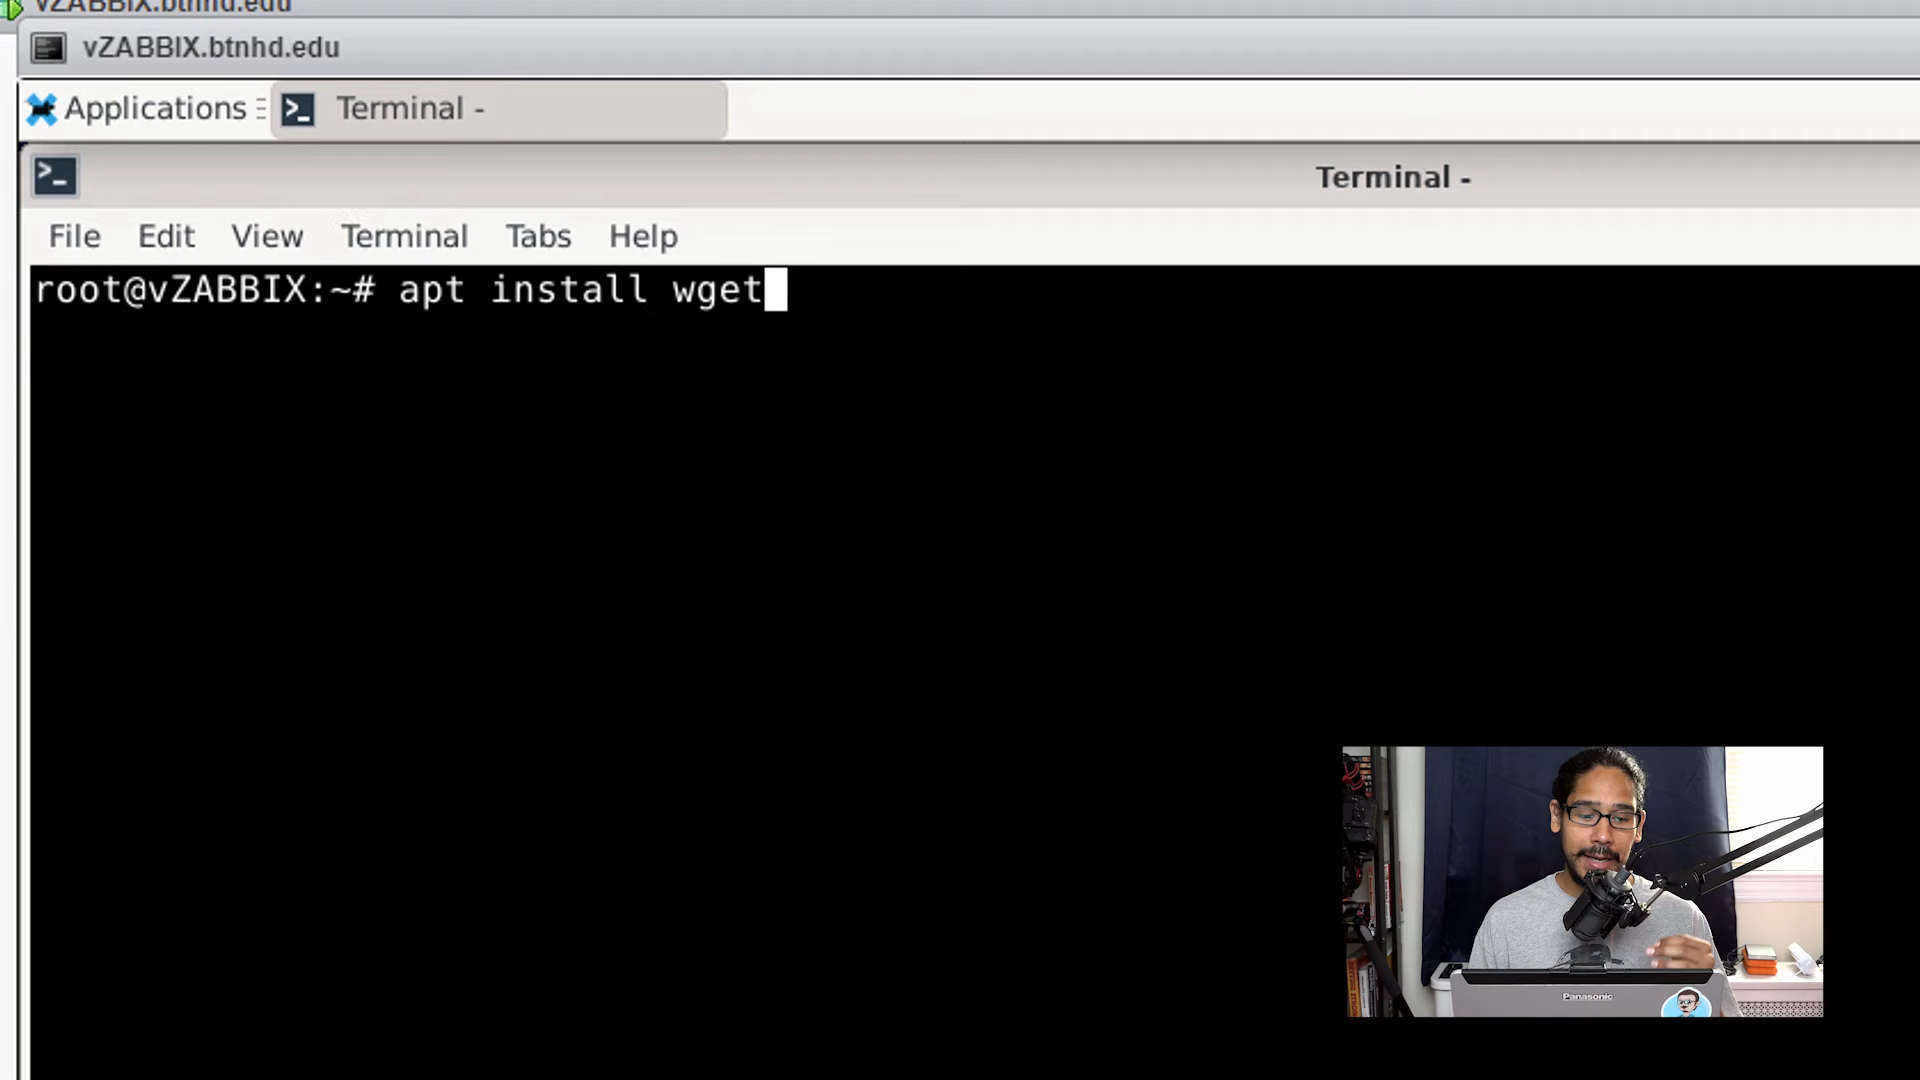 vZABBIX.btnhd.edu
vZABBIX.btnhd.edu
Applications
Terminal -
Terminal -
File Edit View Terminal Tabs Help
root@vZABBIX:~# apt install wget
Panasonic